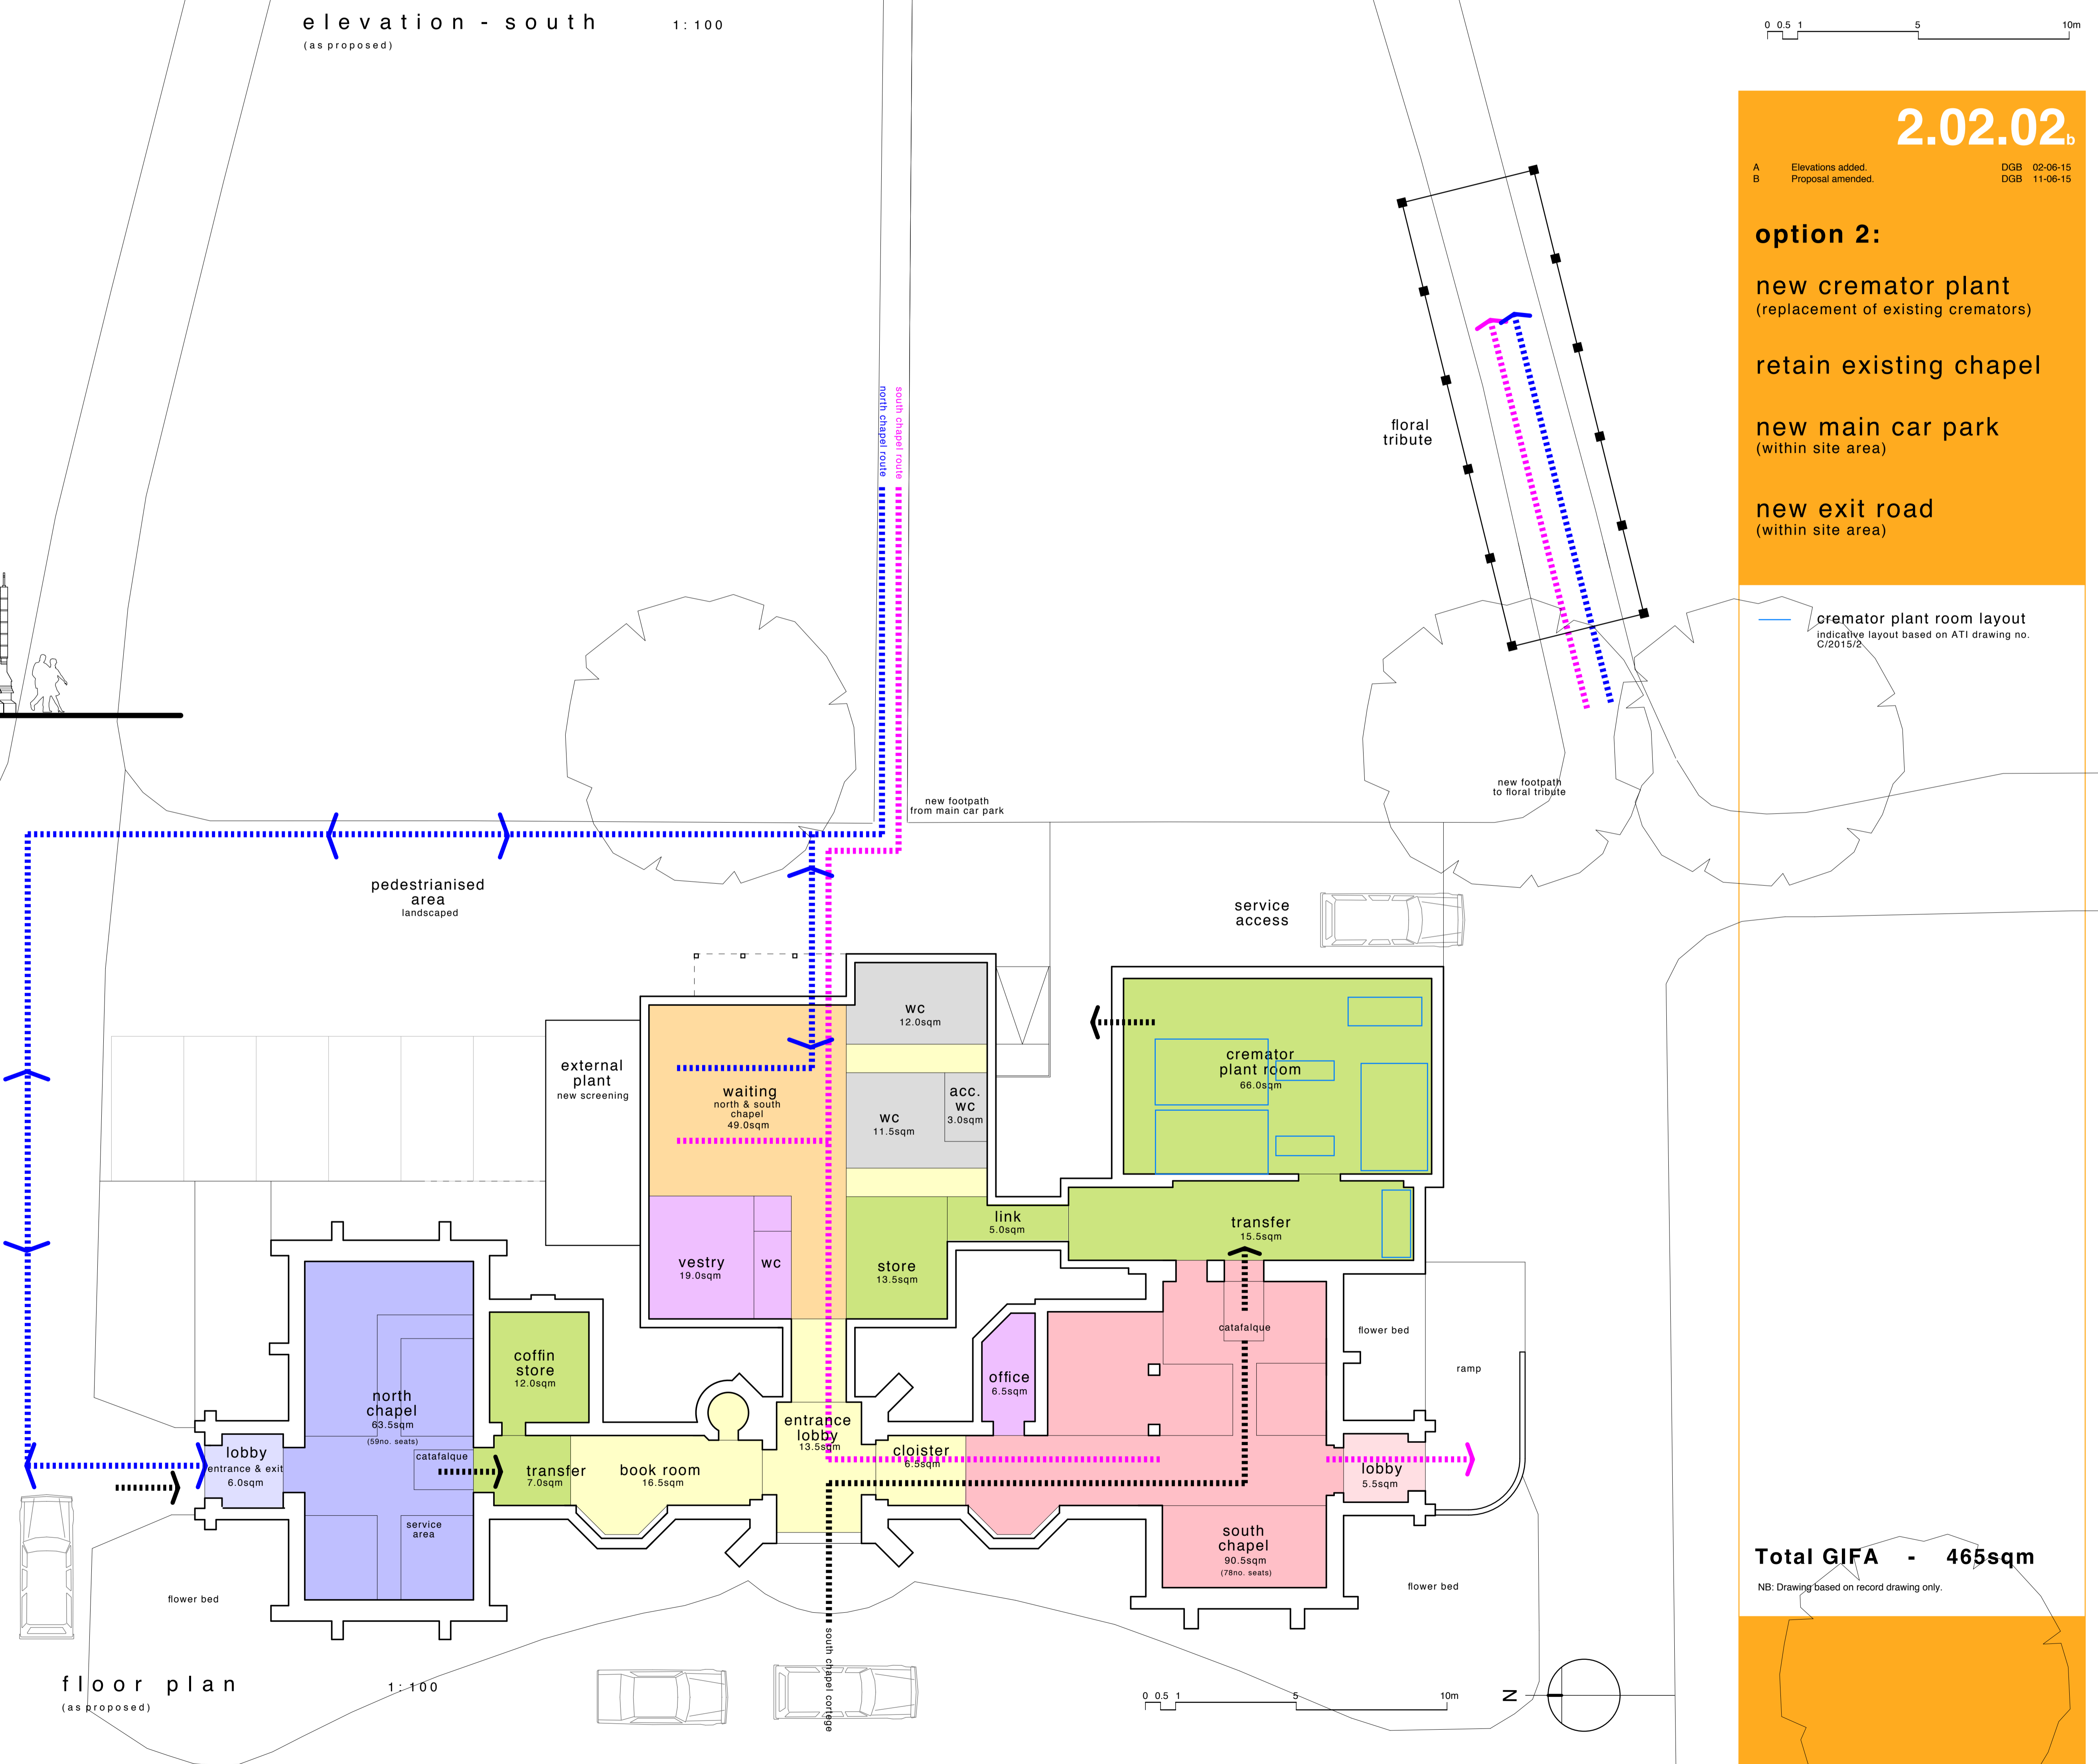 elevation - south 1:100
(as proposed)
0 0.5 1 5 10m
2.02.02b
A Elevations added. DGB 02-06-15
B Proposal amended. DGB 11-06-15
option 2:
new cremator plant
(replacement of existing cremators)
retain existing chapel
new main car park
(within site area)
new exit road
(within site area)
cremator plant room layout
indicative layout based on ATI drawing no.
C/2015/2
north chapel route
south chapel route
floral
tribute
new footpath
to floral tribute
new footpath
from main car park
pedestrianised
area
landscaped
service
access
external
plant
new screening
waiting
north & south
chapel
49.0sqm
wc
12.0sqm
wc
11.5sqm
acc.
wc
3.0sqm
cremator
plant room
66.0sqm
link
5.0sqm
transfer
15.5sqm
vestry
19.0sqm
wc
store
13.5sqm
catafalque
flower bed
ramp
coffin
store
12.0sqm
office
6.5sqm
north
chapel
63.5sqm
(59no. seats)
entrance
lobby
13.5sqm
cloister
6.5sqm
lobby
entrance & exit
6.0sqm
catafalque
transfer
7.0sqm
book room
16.5sqm
lobby
5.5sqm
service
area
south
chapel
90.5sqm
(78no. seats)
flower bed
flower bed
south chapel cortege
floor plan 1:100
(as proposed)
0 0.5 1 5 10m
N
Total GIFA - 465sqm
NB: Drawing based on record drawing only.